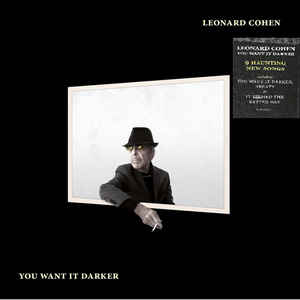 LEONARD COHEN
LEONARD COHEN
YOU WANT IT DARKER
9 HAUNTING
NEW SONGS
YOU WANT IT DARKER,
TREATY
IT SEEMED THE
BETTER WAY
YOU WANT IT DARKER